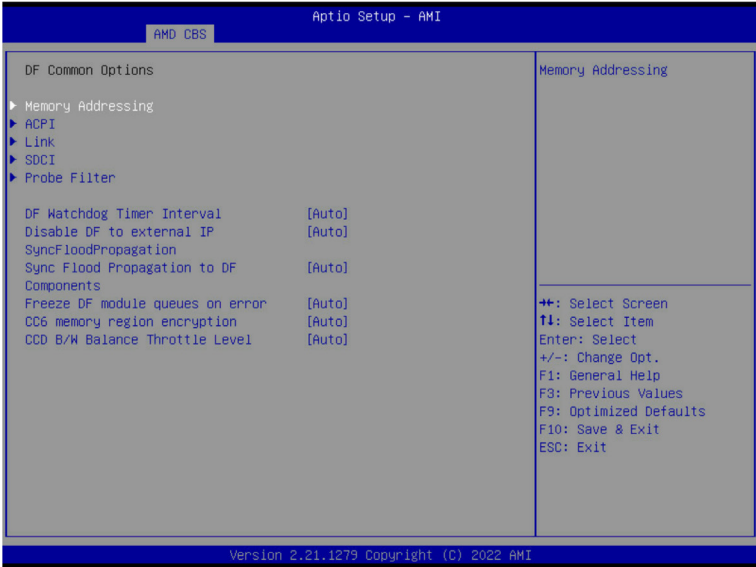 Aptio Setup - AMI
AMD CBS
DF Common Options
Memory Addressing
ACPI
Link
SDCI
Probe Filter
DF Watchdog Timer Interval [Auto]
Disable DF to external IP [Auto]
SyncFloodPropagation
Sync Flood Propagation to DF [Auto]
Components
Freeze DF module queues on error [Auto]
CC6 memory region encryption [Auto]
CCD B/W Balance Throttle Level [Auto]
Memory Addressing
→←: Select Screen
↑↓: Select Item
Enter: Select
+/-: Change Opt.
F1: General Help
F3: Previous Values
F9: Optimized Defaults
F10: Save & Exit
ESC: Exit
Version 2.21.1279 Copyright (C) 2022 AMI